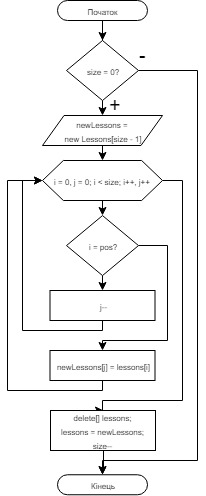 Початок
size = 0?
-
+
newLessons =
new Lessons[size - 1]
i = 0, j = 0; i < size; i++, j++
i = pos?
j--
newLessons[j] = lessons[i]
delete[] lessons;
lessons = newLessons;
size--
Кінець